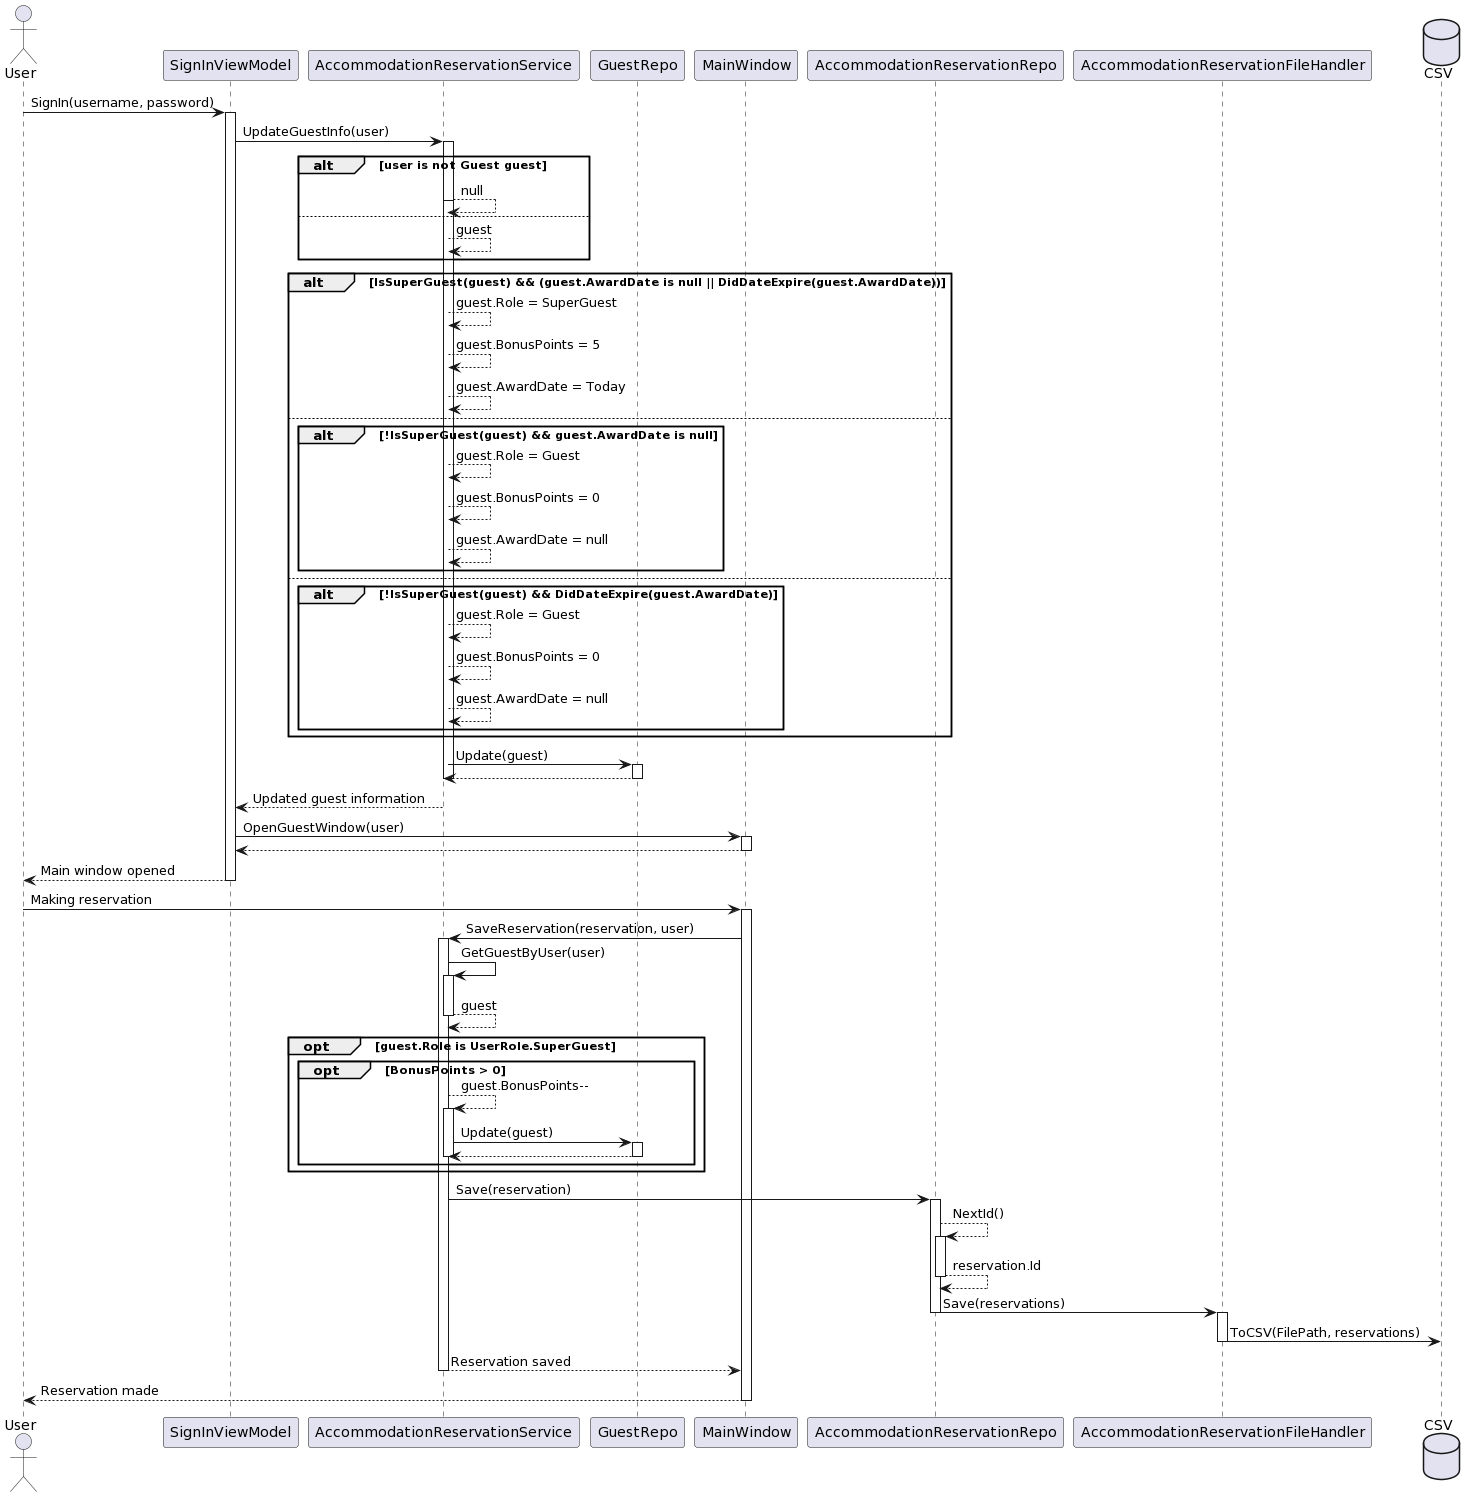 User
SignInViewModel
AccommodationReservationService
GuestRepo
MainWindow
AccommodationReservationRepo
AccommodationReservationFileHandler
CSV
SignIn(username, password)
UpdateGuestInfo(user)
alt [user is not Guest guest]
null
guest
alt [IsSuperGuest(guest) && (guest.AwardDate is null || DidDateExpire(guest.AwardDate))]
guest.Role = SuperGuest
guest.BonusPoints = 5
guest.AwardDate = Today
alt [!IsSuperGuest(guest) && guest.AwardDate is null]
guest.Role = Guest
guest.BonusPoints = 0
guest.AwardDate = null
alt [!IsSuperGuest(guest) && DidDateExpire(guest.AwardDate)]
guest.Role = Guest
guest.BonusPoints = 0
guest.AwardDate = null
Update(guest)
Updated guest information
OpenGuestWindow(user)
Main window opened
Making reservation
SaveReservation(reservation, user)
GetGuestByUser(user)
guest
opt [guest.Role is UserRole.SuperGuest]
opt [BonusPoints > 0]
guest.BonusPoints--
Update(guest)
Save(reservation)
NextId()
reservation.Id
Save(reservations)
ToCSV(FilePath, reservations)
Reservation saved
Reservation made
User
SignInViewModel
AccommodationReservationService
GuestRepo
MainWindow
AccommodationReservationRepo
AccommodationReservationFileHandler
CSV